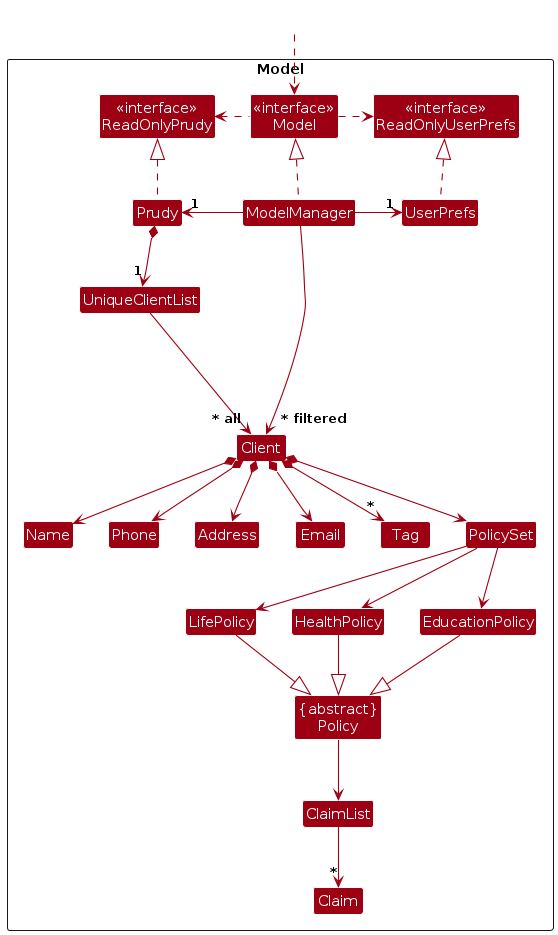 Model
«interface»
ReadOnlyPrudy
«interface»
Model
«interface»
ReadOnlyUserPrefs
Prudy
1
ModelManager
1
UserPrefs
1
UniqueClientList
* all
* filtered
Client
*
Name
Phone
Address
Email
Tag
PolicySet
LifePolicy
HealthPolicy
EducationPolicy
{abstract}
Policy
ClaimList
*
Claim